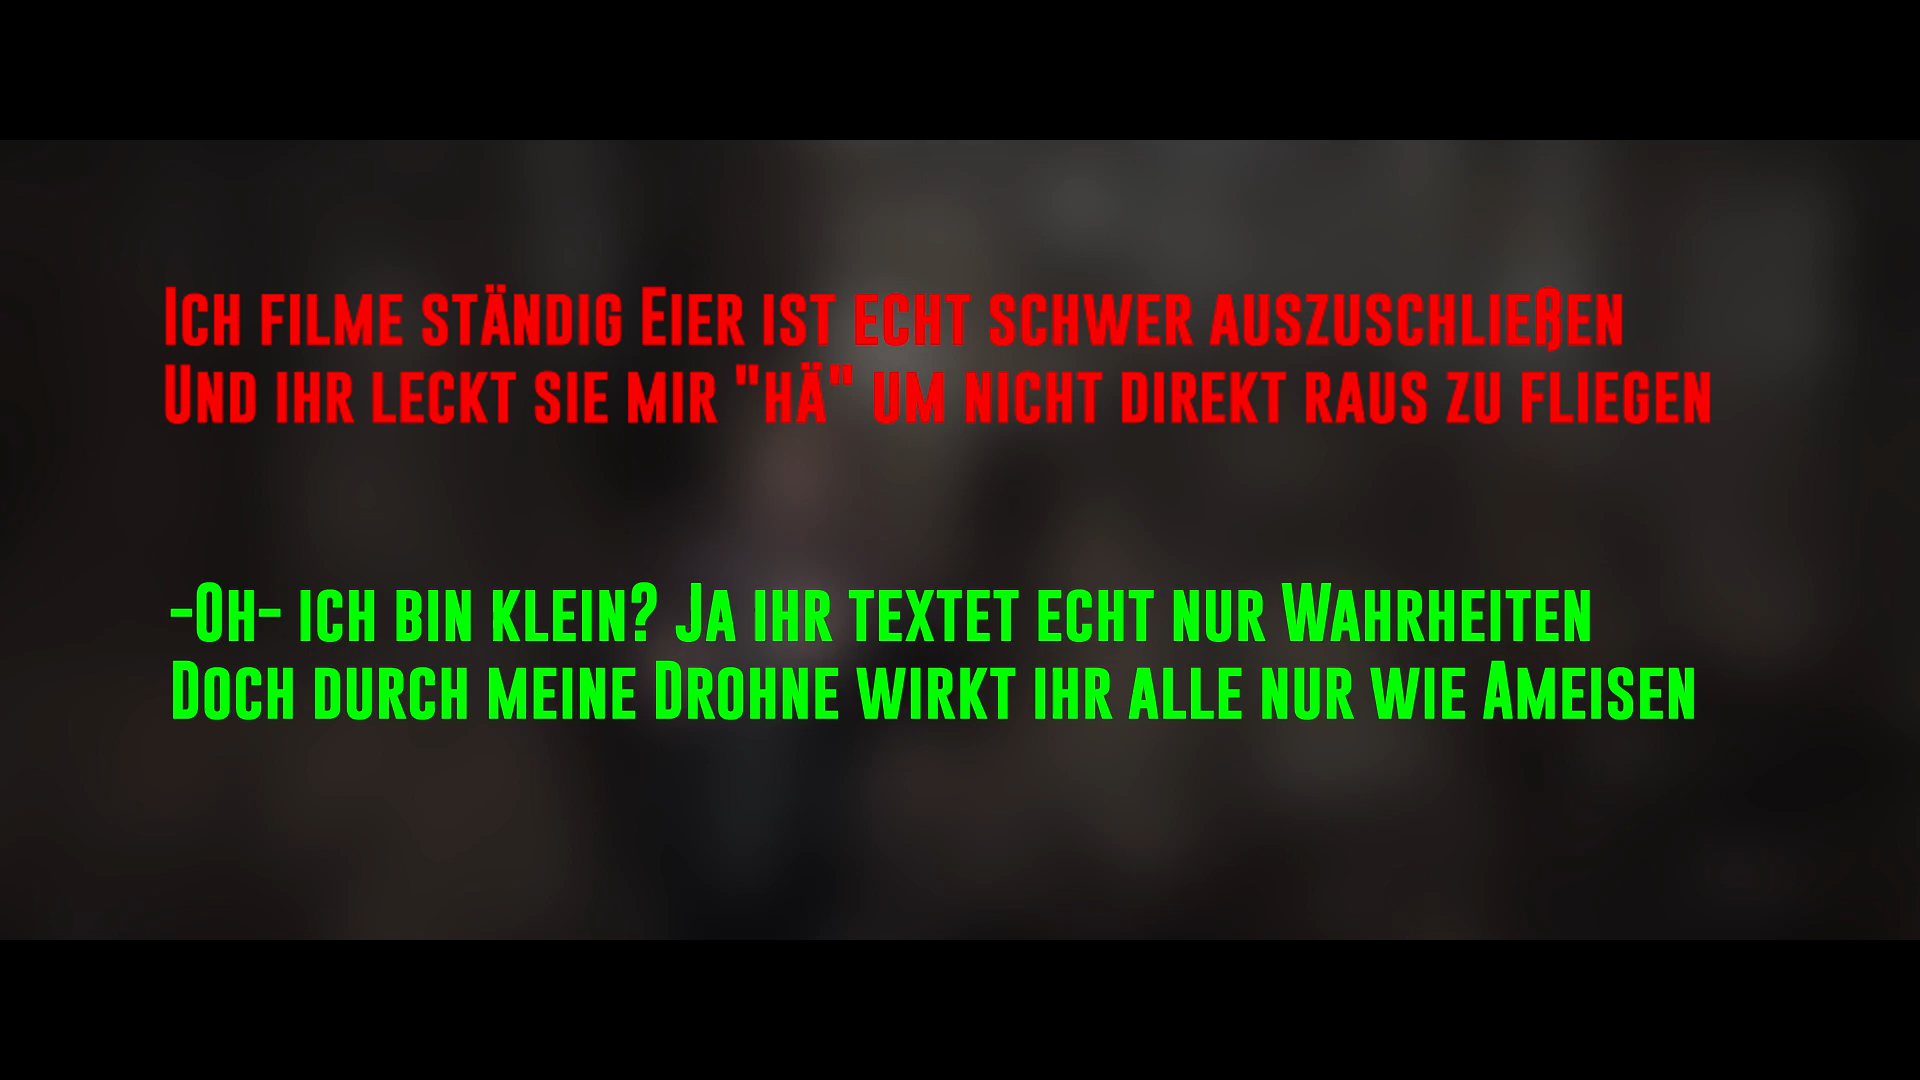 Ich filme ständig Eier ist echt schwer auszuschließen
Und ihr leckt sie mir "hä" um nicht direkt raus zu fliegen
-Oh- ich bin klein? Ja ihr textet echt nur Wahrheiten
Doch durch meine Drohne wirkt ihr alle nur wie Ameisen